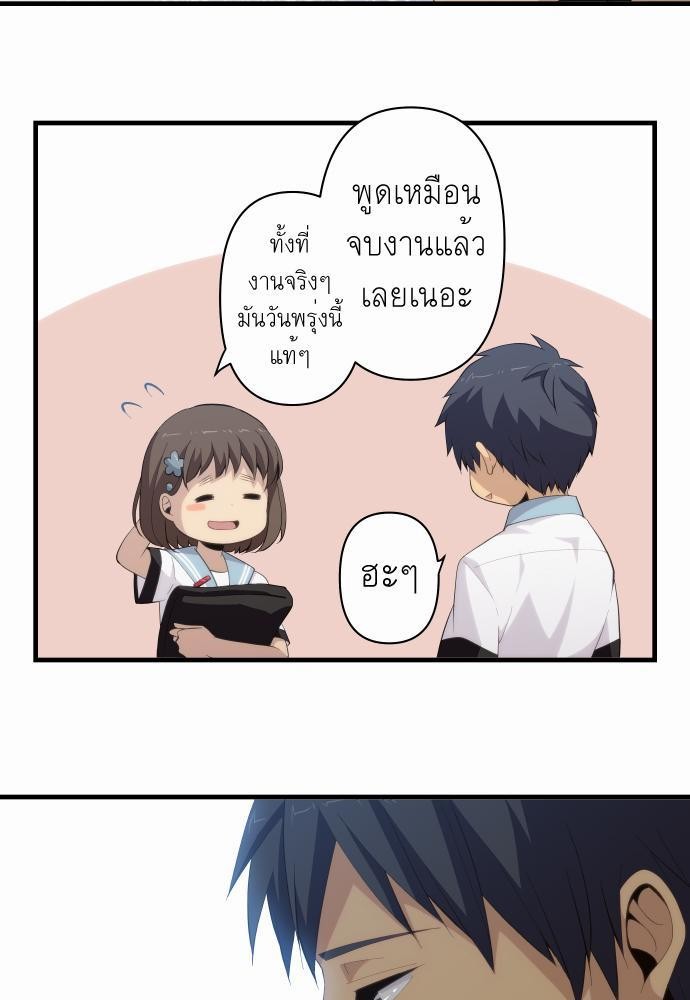 พูดเหมือน
จบงานแล้ว
เลยเนอะ
ทั้งที่
งานจริงๆ
มันวันพรุ่งนี้
แท้ๆ
ฮะๆ